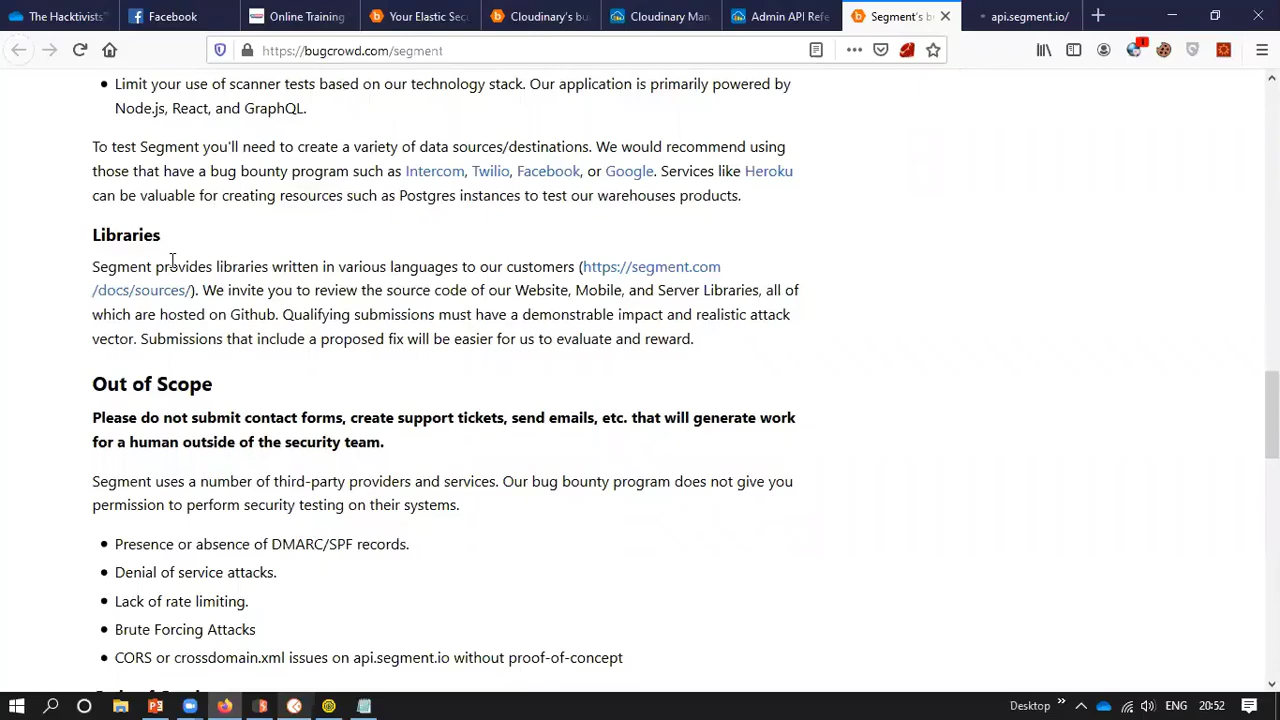 The Hacktivists™
Facebook
Online Training
Your Elastic Sec
Cloudinary's bu
Cloudinary Man
Admin API Refe
Segment's b
api.segment.io/
https://bugcrowd.com/segment
1
Limit your use of scanner tests based on our technology stack. Our application is primarily powered by
Node.js, React, and GraphQL.
To test Segment you'll need to create a variety of data sources/destinations. We would recommend using
those that have a bug bounty program such as Intercom, Twilio, Facebook, or Google. Services like Heroku
can be valuable for creating resources such as Postgres instances to test our warehouses products.
Libraries
Segment provides libraries written in various languages to our customers (https://segment.com
/docs/sources/). We invite you to review the source code of our Website, Mobile, and Server Libraries, all of
which are hosted on Github. Qualifying submissions must have a demonstrable impact and realistic attack
vector. Submissions that include a proposed fix will be easier for us to evaluate and reward.
Out of Scope
Please do not submit contact forms, create support tickets, send emails, etc. that will generate work
for a human outside of the security team.
Segment uses a number of third-party providers and services. Our bug bounty program does not give you
permission to perform security testing on their systems.
Presence or absence of DMARC/SPF records.
Denial of service attacks.
Lack of rate limiting.
Brute Forcing Attacks
CORS or crossdomain.xml issues on api.segment.io without proof-of-concept
Desktop
ENG
20:52